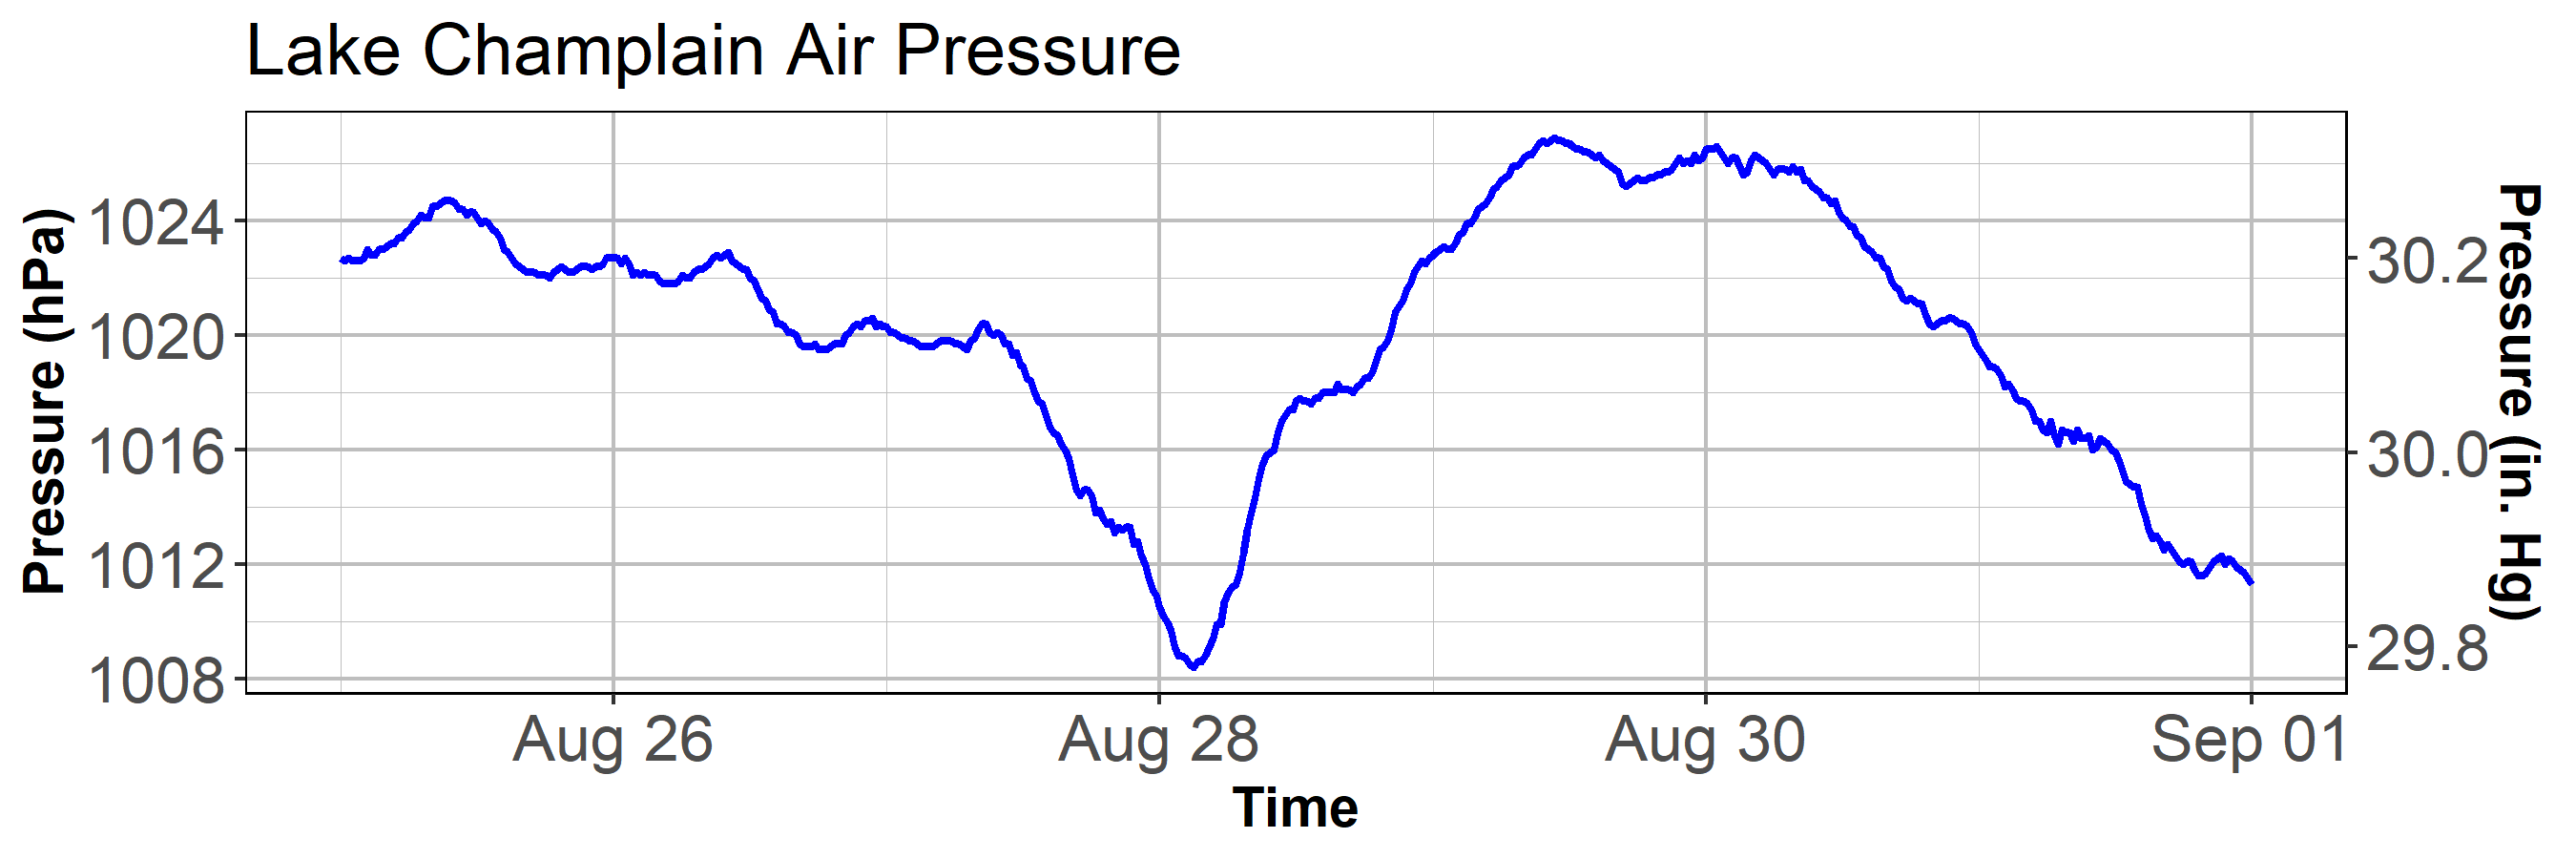 Lake Champlain Air Pressure
Pressure (hPa)
1024
1020
1016
1012
1008
30.2
30.0
29.8
Pressure (in. Hg)
Aug 26
Aug 28
Aug 30
Sep 01
Time